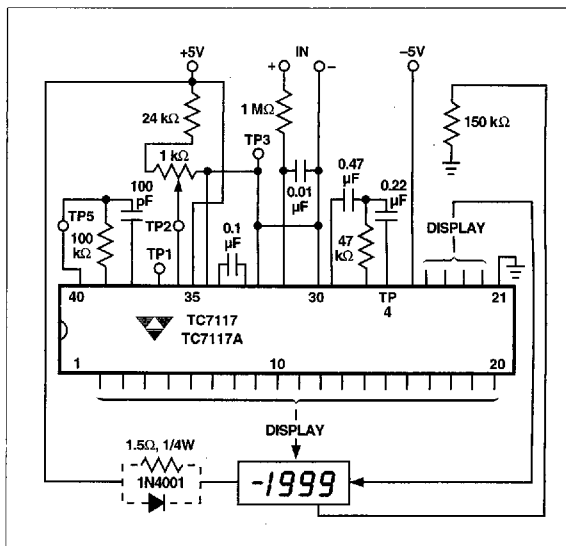 +5V
IN
–5V
+
–
24 kΩ
1 MΩ
150 kΩ
TP3
1 kΩ
0.47
µF
0.22
µF
0.01
µF
100
pF
TP5
100
kΩ
TP2
TP1
0.1
µF
47
kΩ
DISPLAY
40
35
30
TP
4
21
TC7117
TC7117A
1
10
20
DISPLAY
1.5Ω, 1/4W
1N4001
-1999